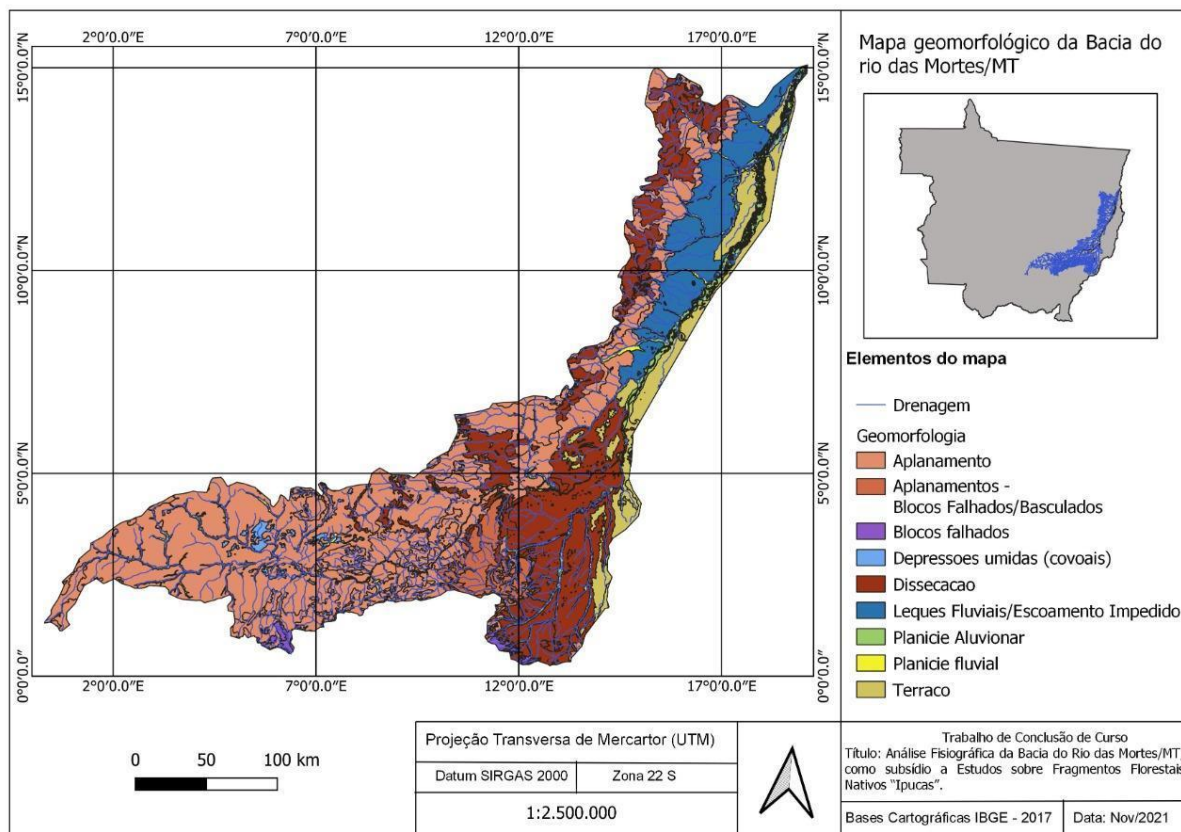 2°0'0.0"E
7°0'0.0"E
12°0'0.0"E
17°0'0.0"E
15°0'0.0"N
10°0'0.0"N
5°0'0.0"N
0°0'0.0"
15°0'0.0"N
10°0'0.0"N
5°0'0.0"N
0°0'0.0"
2°0'0.0"E
7°0'0.0"E
12°0'0.0"E
17°0'0.0"E
0
50
100 km
Mapa geomorfológico da Bacia do
rio das Mortes/MT
Elementos do mapa
Drenagem
Geomorfologia
Aplanamento
Aplanamentos -
Blocos Falhados/Basculados
Blocos falhados
Depressoes umidas (covoais)
Dissecacao
Leques Fluviais/Escoamento Impedido
Planicie Aluvionar
Planicie fluvial
Terraco
Projeção Transversa de Mercartor (UTM)
Datum SIRGAS 2000
Zona 22 S
1:2.500.000
Trabalho de Conclusão de Curso
Título: Análise Fisiográfica da Bacia do Rio das Mortes/MT,
como subsídio a Estudos sobre Fragmentos Florestais
Nativos "Ipucas".
Bases Cartográficas IBGE - 2017
Data: Nov/2021